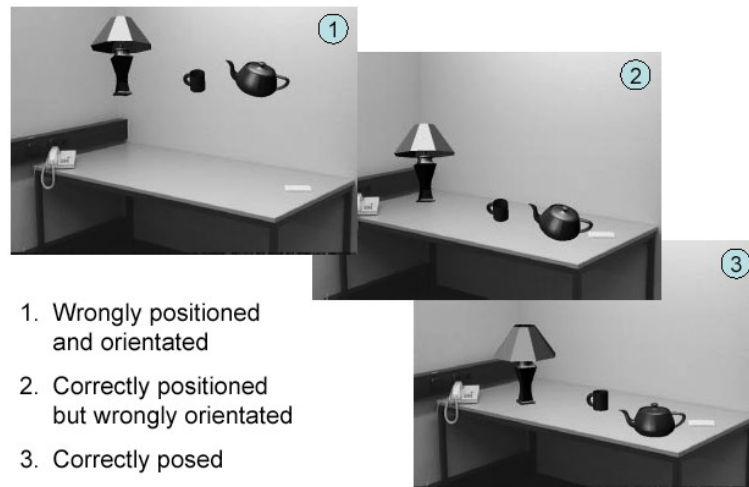 1
2
3
1. Wrongly positioned
and orientated
2. Correctly positioned
but wrongly orientated
3. Correctly posed